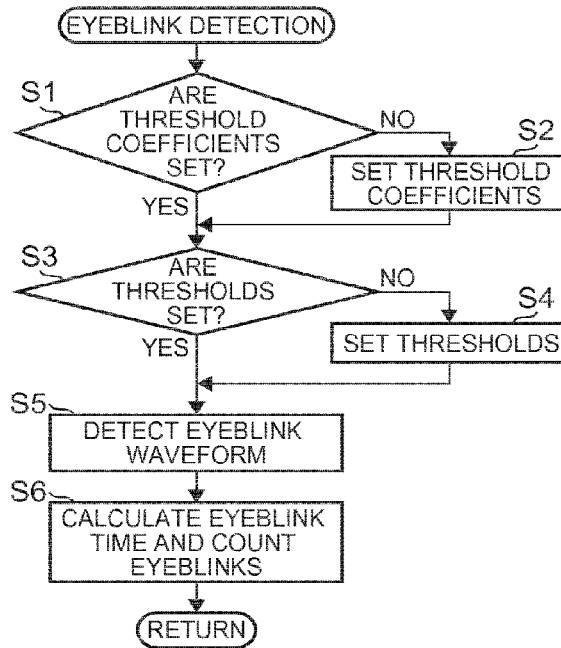 EYEBLINK DETECTION
S1
ARE
THRESHOLD
COEFFICIENTS
SET?
NO
S2
SET THRESHOLD
COEFFICIENTS
YES
S3
ARE
THRESHOLDS
SET?
NO
S4
SET THRESHOLDS
YES
S5
DETECT EYEBLINK
WAVEFORM
S6
CALCULATE EYEBLINK
TIME AND COUNT
EYEBLINKS
RETURN